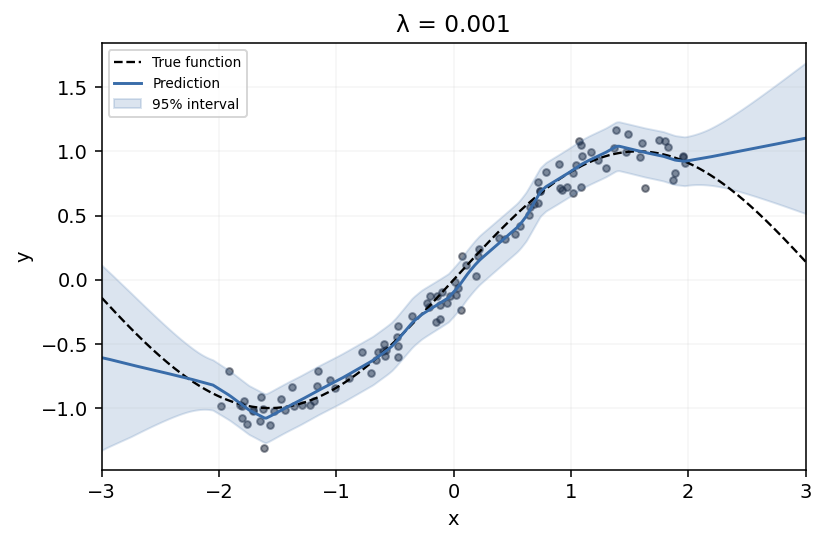 λ = 0.001
True function
Prediction
95% interval
1.5
1.0
0.5
0.0
−0.5
−1.0
y
−3 −2 −1 0 1 2 3
x